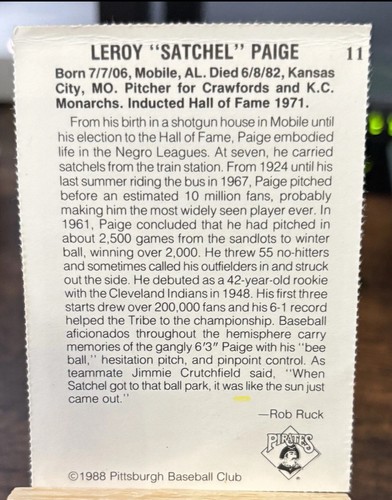 LEROY "SATCHEL" PAIGE 11
Born 7/7/06, Mobile, AL. Died 6/8/82, Kansas
City, MO. Pitcher for Crawfords and K.C.
Monarchs. Inducted Hall of Fame 1971.
From his birth in a shotgun house in Mobile until
his election to the Hall of Fame, Paige embodied
life in the Negro Leagues. At seven, he carried
satchels from the train station. From 1924 until his
last summer riding the bus in 1967, Paige pitched
before an estimated 10 million fans, probably
making him the most widely seen player ever. In
1961, Paige concluded that he had pitched in
about 2,500 games from the sandlots to winter
ball, winning over 2,000. He threw 55 no-hitters
and sometimes called his outfielders in and struck
out the side. He debuted as a 42-year-old rookie
with the Cleveland Indians in 1948. His first three
starts drew over 200,000 fans and his 6-1 record
helped the Tribe to the championship. Baseball
aficionados throughout the hemisphere carry
memories of the gangly 6'3" Paige with his "bee
ball," hesitation pitch, and pinpoint control. As
teammate Jimmie Crutchfield said, "When
Satchel got to that ball park, it was like the sun just
came out."
—Rob Ruck
PIRATES
©1988 Pittsburgh Baseball Club